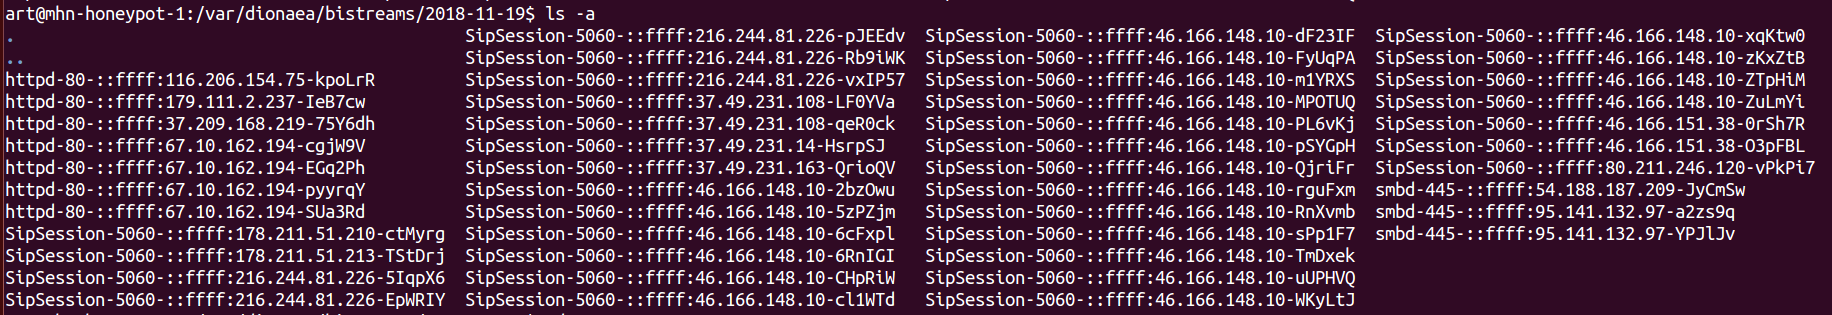 art@mhn-honeypot-1:/var/dionaea/bistreams/2018-11-19$ ls -a
. SipSession-5060-::ffff:216.244.81.226-pJEEdv SipSession-5060-::ffff:46.166.148.10-dF23IF SipSession-5060-::ffff:46.166.148.10-xqKtw0
.. SipSession-5060-::ffff:216.244.81.226-Rb9iWK SipSession-5060-::ffff:46.166.148.10-FyUqPA SipSession-5060-::ffff:46.166.148.10-zKxZtB
httpd-80-::ffff:116.206.154.75-kpoLrR SipSession-5060-::ffff:216.244.81.226-vxIP57 SipSession-5060-::ffff:46.166.148.10-m1YRXS SipSession-5060-::ffff:46.166.148.10-ZTpHiM
httpd-80-::ffff:179.111.2.237-IeB7cw SipSession-5060-::ffff:37.49.231.108-LF0YVa SipSession-5060-::ffff:46.166.148.10-MPOTUQ SipSession-5060-::ffff:46.166.148.10-ZuLmYi
httpd-80-::ffff:37.209.168.219-75Y6dh SipSession-5060-::ffff:37.49.231.108-qeR0ck SipSession-5060-::ffff:46.166.148.10-PL6vKj SipSession-5060-::ffff:46.166.151.38-0rSh7R
httpd-80-::ffff:67.10.162.194-cgjW9V SipSession-5060-::ffff:37.49.231.14-HsrpSJ SipSession-5060-::ffff:46.166.148.10-pSYGpH SipSession-5060-::ffff:46.166.151.38-O3pFBL
httpd-80-::ffff:67.10.162.194-EGq2Ph SipSession-5060-::ffff:37.49.231.163-QrioQV SipSession-5060-::ffff:46.166.148.10-QjriFr SipSession-5060-::ffff:80.211.246.120-vPkPi7
httpd-80-::ffff:67.10.162.194-pyyrqY SipSession-5060-::ffff:46.166.148.10-2bzOwu SipSession-5060-::ffff:46.166.148.10-rguFxm smbd-445-::ffff:54.188.187.209-JyCmSw
httpd-80-::ffff:67.10.162.194-SUa3Rd SipSession-5060-::ffff:46.166.148.10-5zPZjm SipSession-5060-::ffff:46.166.148.10-RnXvmb smbd-445-::ffff:95.141.132.97-a2zs9q
SipSession-5060-::ffff:178.211.51.210-ctMyrg SipSession-5060-::ffff:46.166.148.10-6cFxpl SipSession-5060-::ffff:46.166.148.10-sPp1F7 smbd-445-::ffff:95.141.132.97-YPJlJv
SipSession-5060-::ffff:178.211.51.213-TStDrj SipSession-5060-::ffff:46.166.148.10-6RnIGI SipSession-5060-::ffff:46.166.148.10-TmDxek
SipSession-5060-::ffff:216.244.81.226-5IqpX6 SipSession-5060-::ffff:46.166.148.10-CHpRiW SipSession-5060-::ffff:46.166.148.10-uUPHVQ
SipSession-5060-::ffff:216.244.81.226-EpWRIY SipSession-5060-::ffff:46.166.148.10-cl1WTd SipSession-5060-::ffff:46.166.148.10-WKyLtJ